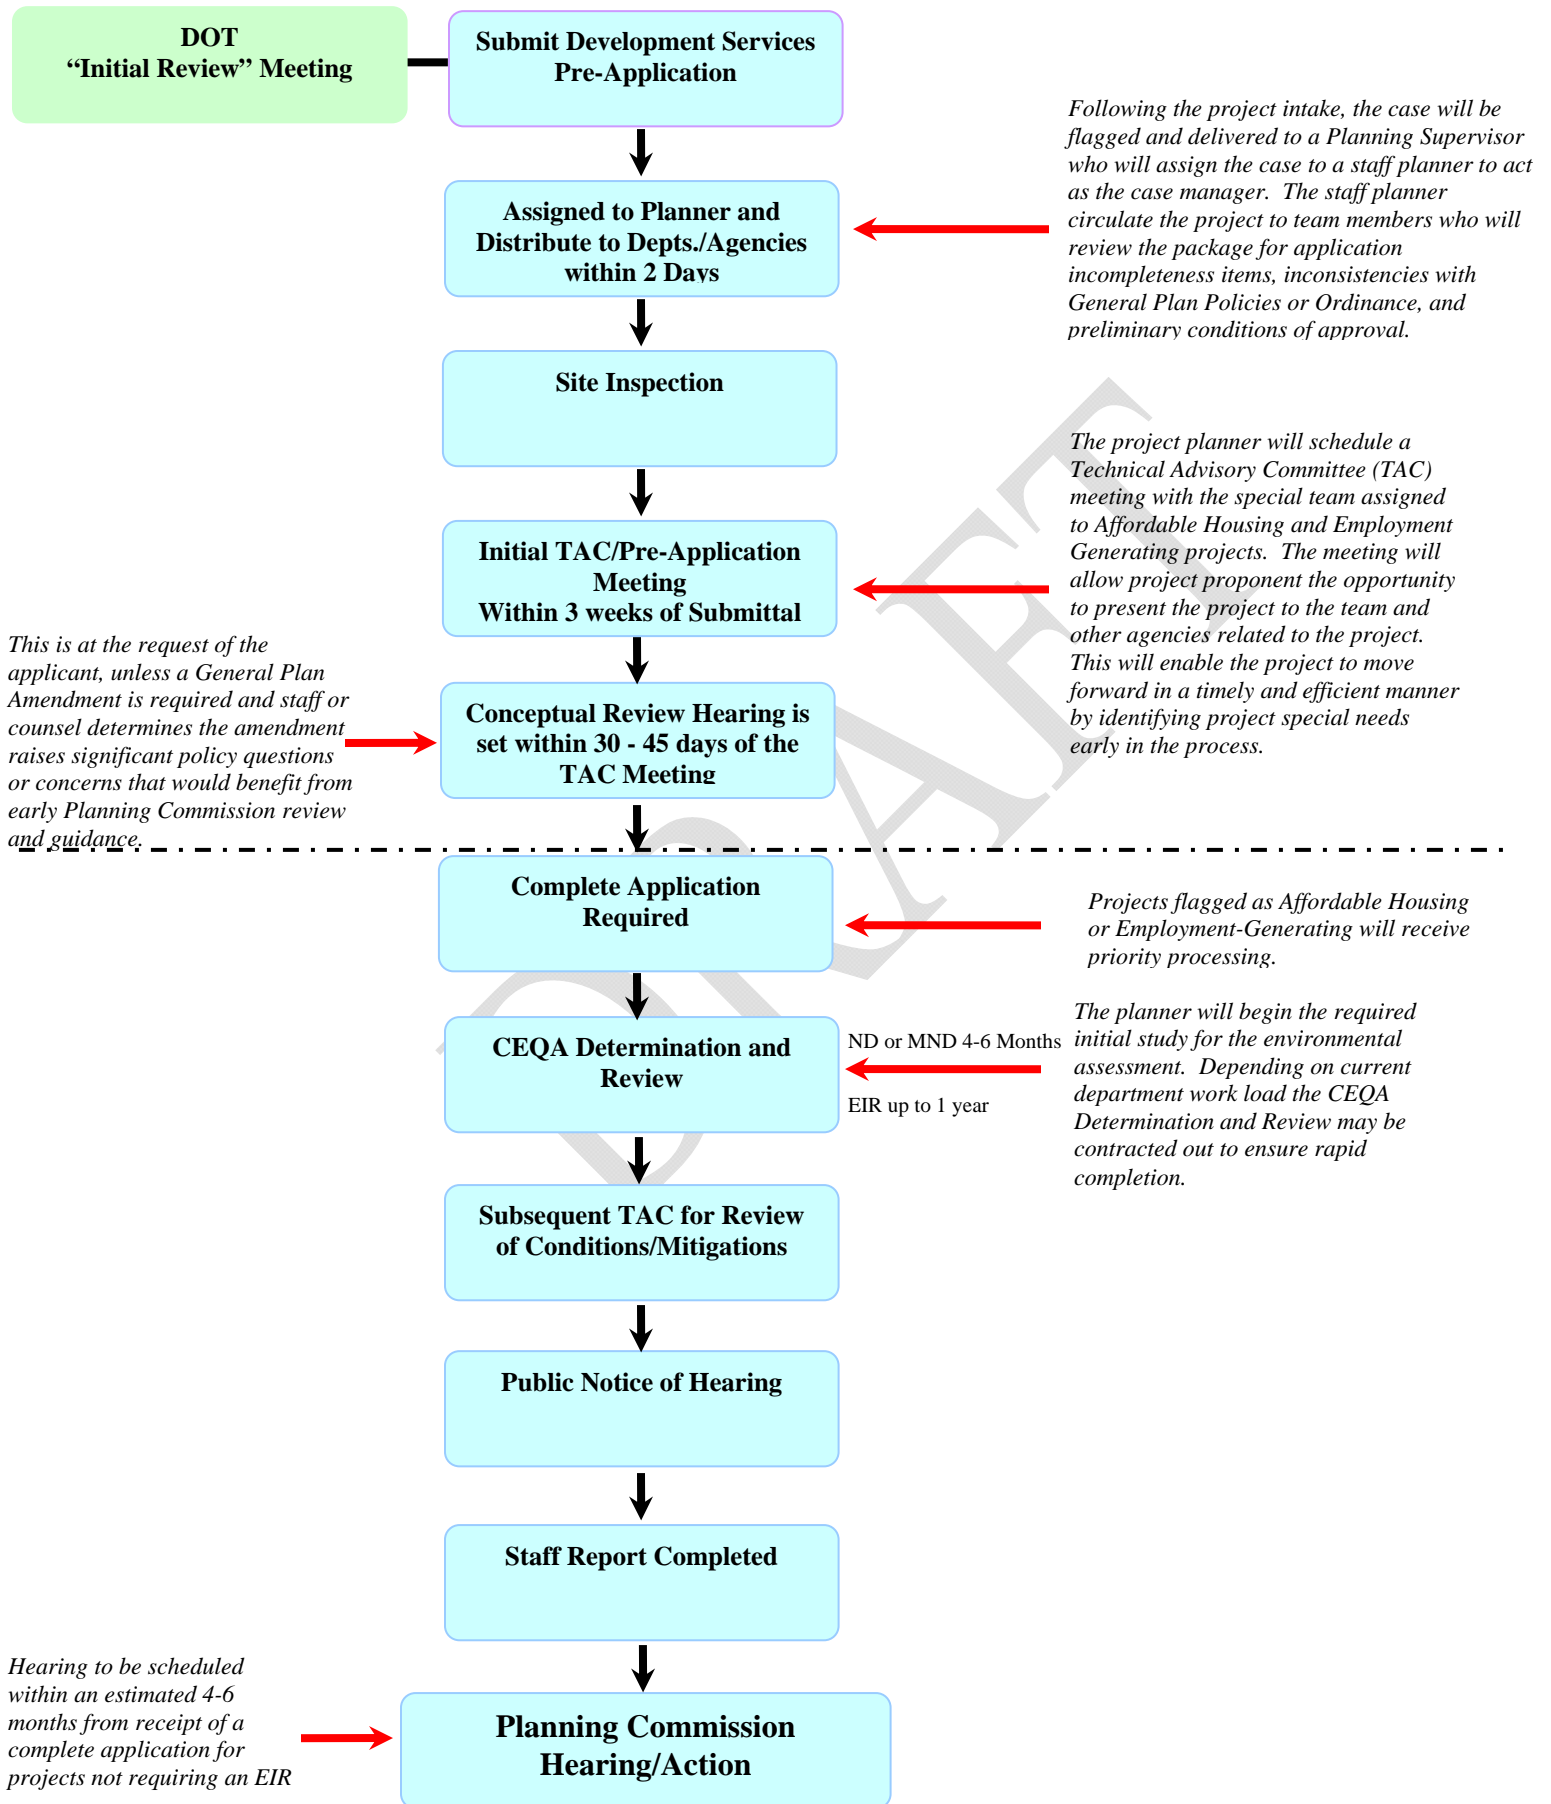 DOT
“Initial Review” Meeting
Submit Development Services
Pre-Application
Following the project intake, the case will be
flagged and delivered to a Planning Supervisor
who will assign the case to a staff planner to act
as the case manager.  The staff planner
circulate the project to team members who will
review the package for application
incompleteness items, inconsistencies with
General Plan Policies or Ordinance, and
preliminary conditions of approval.
Assigned to Planner and
Distribute to Depts./Agencies
within 2 Days
Site Inspection
The project planner will schedule a
Technical Advisory Committee (TAC)
meeting with the special team assigned
to Affordable Housing and Employment
Generating projects.  The meeting will
allow project proponent the opportunity
to present the project to the team and
other agencies related to the project.
This will enable the project to move
forward in a timely and efficient manner
by identifying project special needs
early in the process.
Initial TAC/Pre-Application
Meeting
Within 3 weeks of Submittal
This is at the request of the
applicant, unless a General Plan
Amendment is required and staff or
counsel determines the amendment
raises significant policy questions
or concerns that would benefit from
early Planning Commission review
and guidance.
Conceptual Review Hearing is
set within 30 - 45 days of the
TAC Meeting
DRAFT
Complete Application
Required
Projects flagged as Affordable Housing
or Employment-Generating will receive
priority processing.
CEQA Determination and
Review
ND or MND 4-6 Months
EIR up to 1 year
The planner will begin the required
initial study for the environmental
assessment.  Depending on current
department work load the CEQA
Determination and Review may be
contracted out to ensure rapid
completion.
Subsequent TAC for Review
of Conditions/Mitigations
Public Notice of Hearing
Staff Report Completed
Hearing to be scheduled
within an estimated 4-6
months from receipt of a
complete application for
projects not requiring an EIR
Planning Commission
Hearing/Action